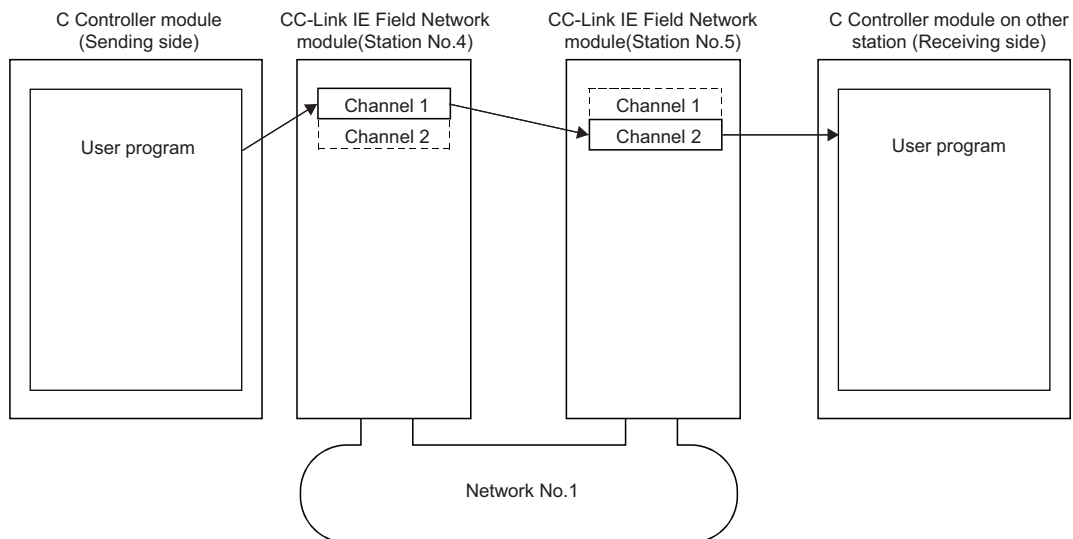 C Controller module
(Sending side)
CC-Link IE Field Network
module(Station No.4)
CC-Link IE Field Network
module(Station No.5)
C Controller module on other
station (Receiving side)
User program
Channel 1
Channel 2
Channel 1
Channel 2
User program
Network No.1